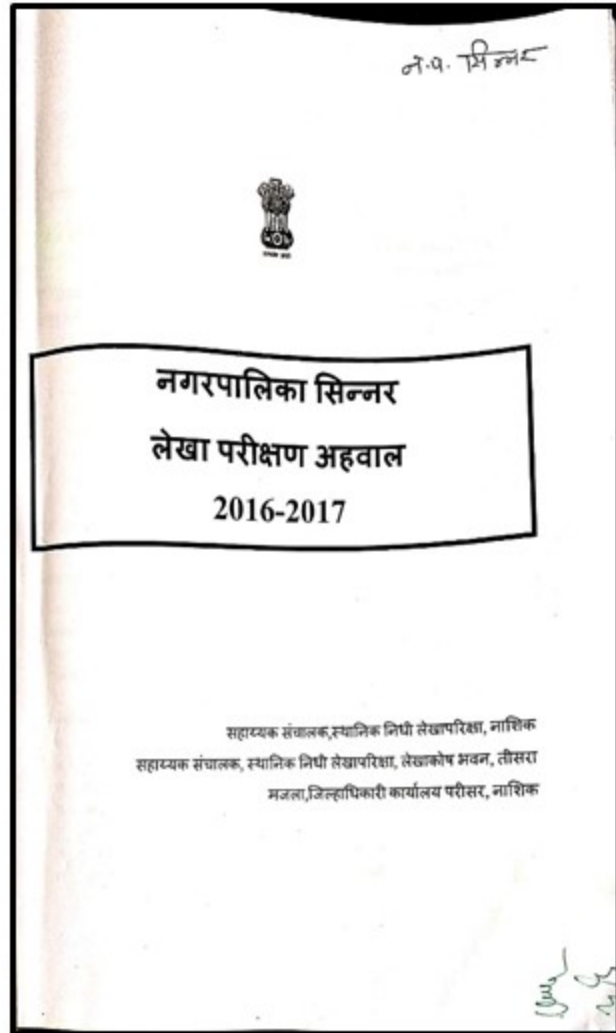 न.प. सिन्नर
नगरपालिका सिन्नर
लेखा परीक्षण अहवाल
2016-2017
सहाय्यक संचालक,स्थानिक निधी लेखापरिक्षा, नाशिक
सहाय्यक संचालक, स्थानिक निधी लेखापरिक्षा, लेखाकोष भवन, तीसरा
मजला,जिल्हाधिकारी कार्यालय परीसर, नाशिक